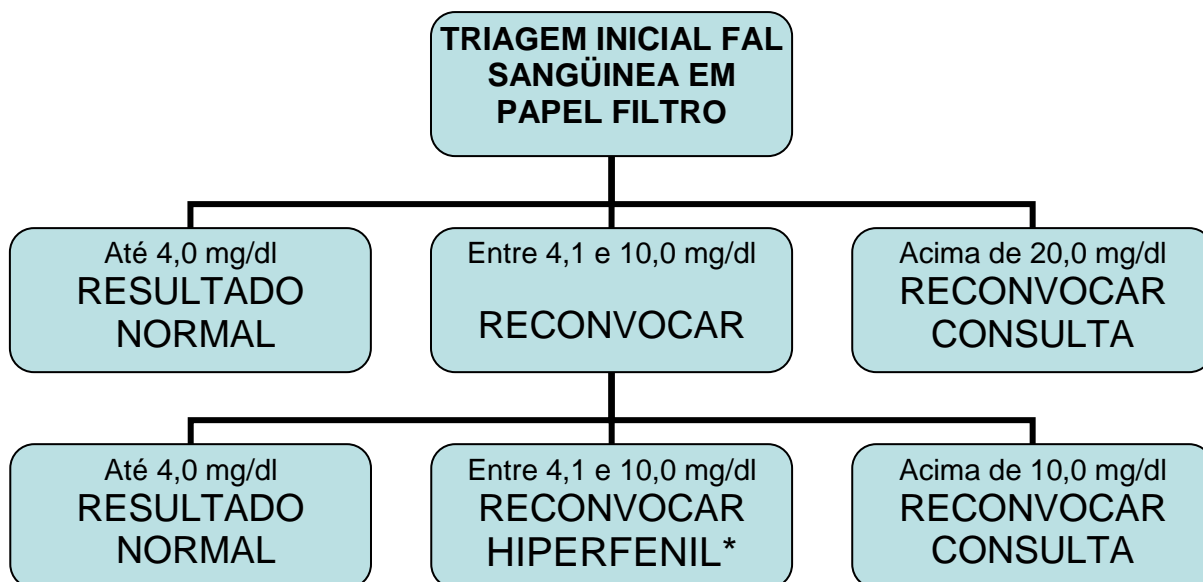 TRIAGEM INICIAL FAL
SANGÜINEA EM
PAPEL FILTRO
Até 4,0 mg/dl
RESULTADO
NORMAL
Entre 4,1 e 10,0 mg/dl
RECONVOCAR
Acima de 20,0 mg/dl
RECONVOCAR
CONSULTA
Até 4,0 mg/dl
RESULTADO
NORMAL
Entre 4,1 e 10,0 mg/dl
RECONVOCAR
HIPERFENIL*
Acima de 10,0 mg/dl
RECONVOCAR
CONSULTA